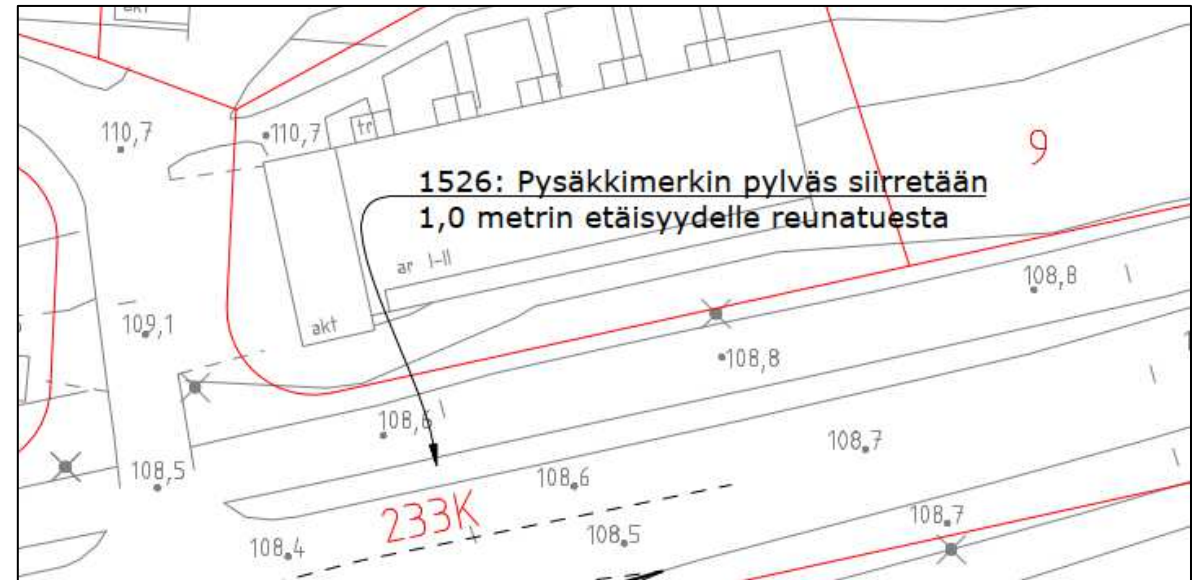 akt
110,7
110,7
tr
9
1526: Pysäkkimerkin pylväs siirretään
1,0 metrin etäisyydelle reunatuesta
ar I-II
108,8
109,1
akt
108,8
108,6
108,7
108,5
108,6
233K
108,7
108,5
108,4